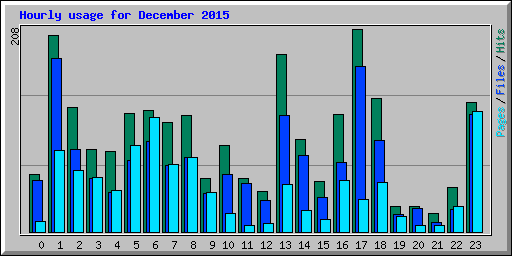 Hourly usage for December 2015
208
Pages / Files / Hits
0 1 2 3 4 5 6 7 8 9 10 11 12 13 14 15 16 17 18 19 20 21 22 23